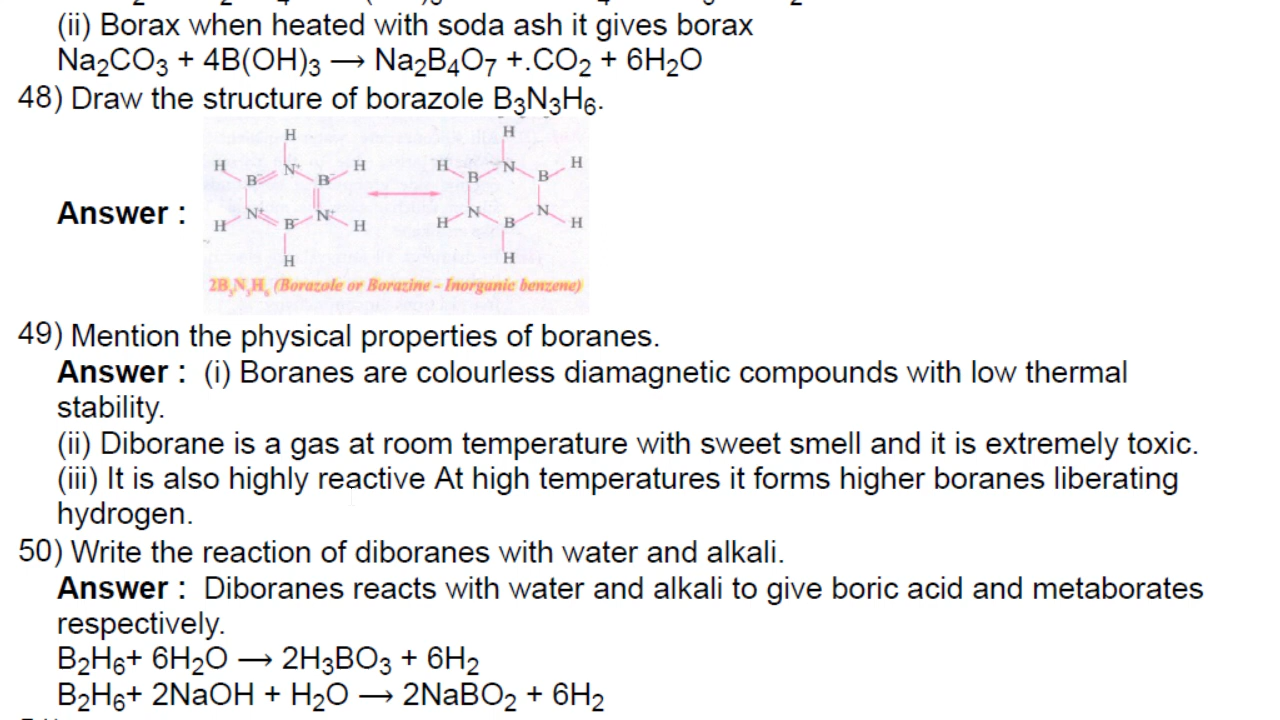 (ii) Borax when heated with soda ash it gives borax
Na₂CO₃ + 4B(OH)₃ → Na₂B₄O₇ +.CO₂ + 6H₂O
48) Draw the structure of borazole B₃N₃H₆.
H H
H B⁻ N⁺ B⁻ H H B N B H
Answer :
H N⁺ B⁻ N⁺ H H N B N H
H H
2B₃N₃H₆ (Borazole or Borazine - Inorganic benzene)
49) Mention the physical properties of boranes.
Answer : (i) Boranes are colourless diamagnetic compounds with low thermal
stability.
(ii) Diborane is a gas at room temperature with sweet smell and it is extremely toxic.
(iii) It is also highly reactive At high temperatures it forms higher boranes liberating
hydrogen.
50) Write the reaction of diboranes with water and alkali.
Answer : Diboranes reacts with water and alkali to give boric acid and metaborates
respectively.
B₂H₆+ 6H₂O → 2H₃BO₃ + 6H₂
B₂H₆+ 2NaOH + H₂O → 2NaBO₂ + 6H₂